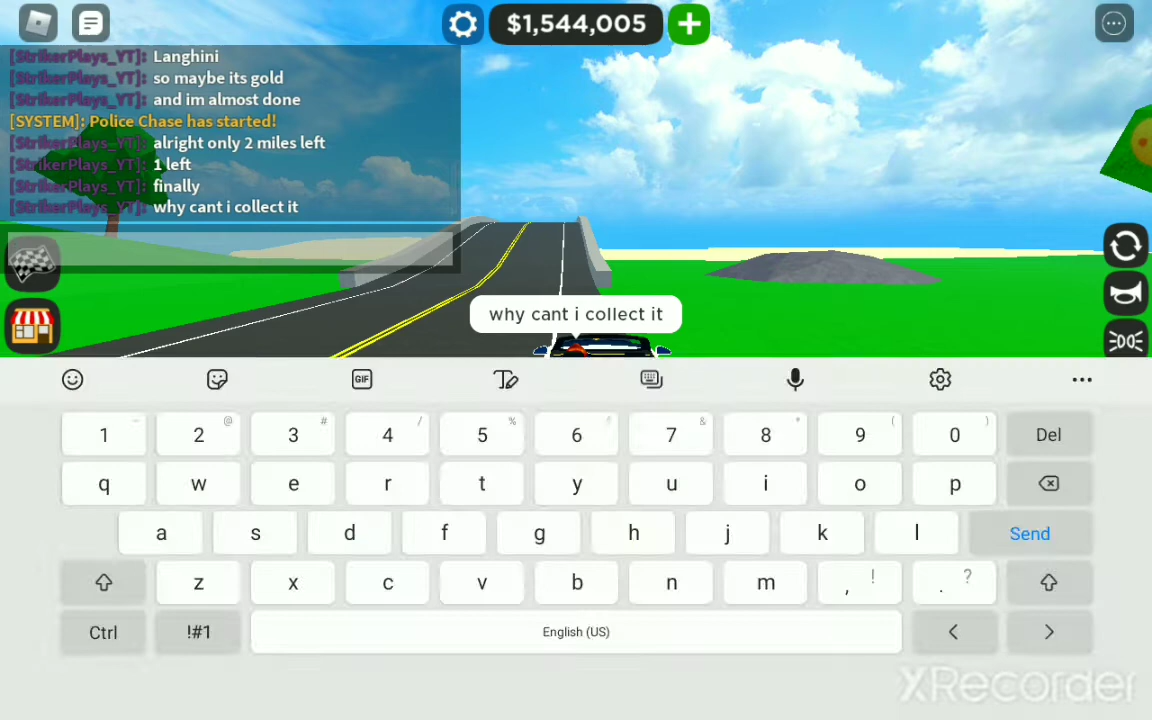 $1,544,005
[StrikerPlays_YT]: Langhini
[StrikerPlays_YT]: so maybe its gold
[StrikerPlays_YT]: and im almost done
[SYSTEM]: Police Chase has started!
[StrikerPlays_YT]: alright only 2 miles left
[StrikerPlays_YT]: 1 left
[StrikerPlays_YT]: finally
[StrikerPlays_YT]: why cant i collect it
why cant i collect it
GIF
1 2 @ 3 # 4 / 5 % 6 ^ 7 & 8 * 9 ( 0 ) Del
q w e r t y u i o p
a s d f g h j k l Send
z x c v b n m , ! . ?
Ctrl !#1 English (US) < >
XRecorder